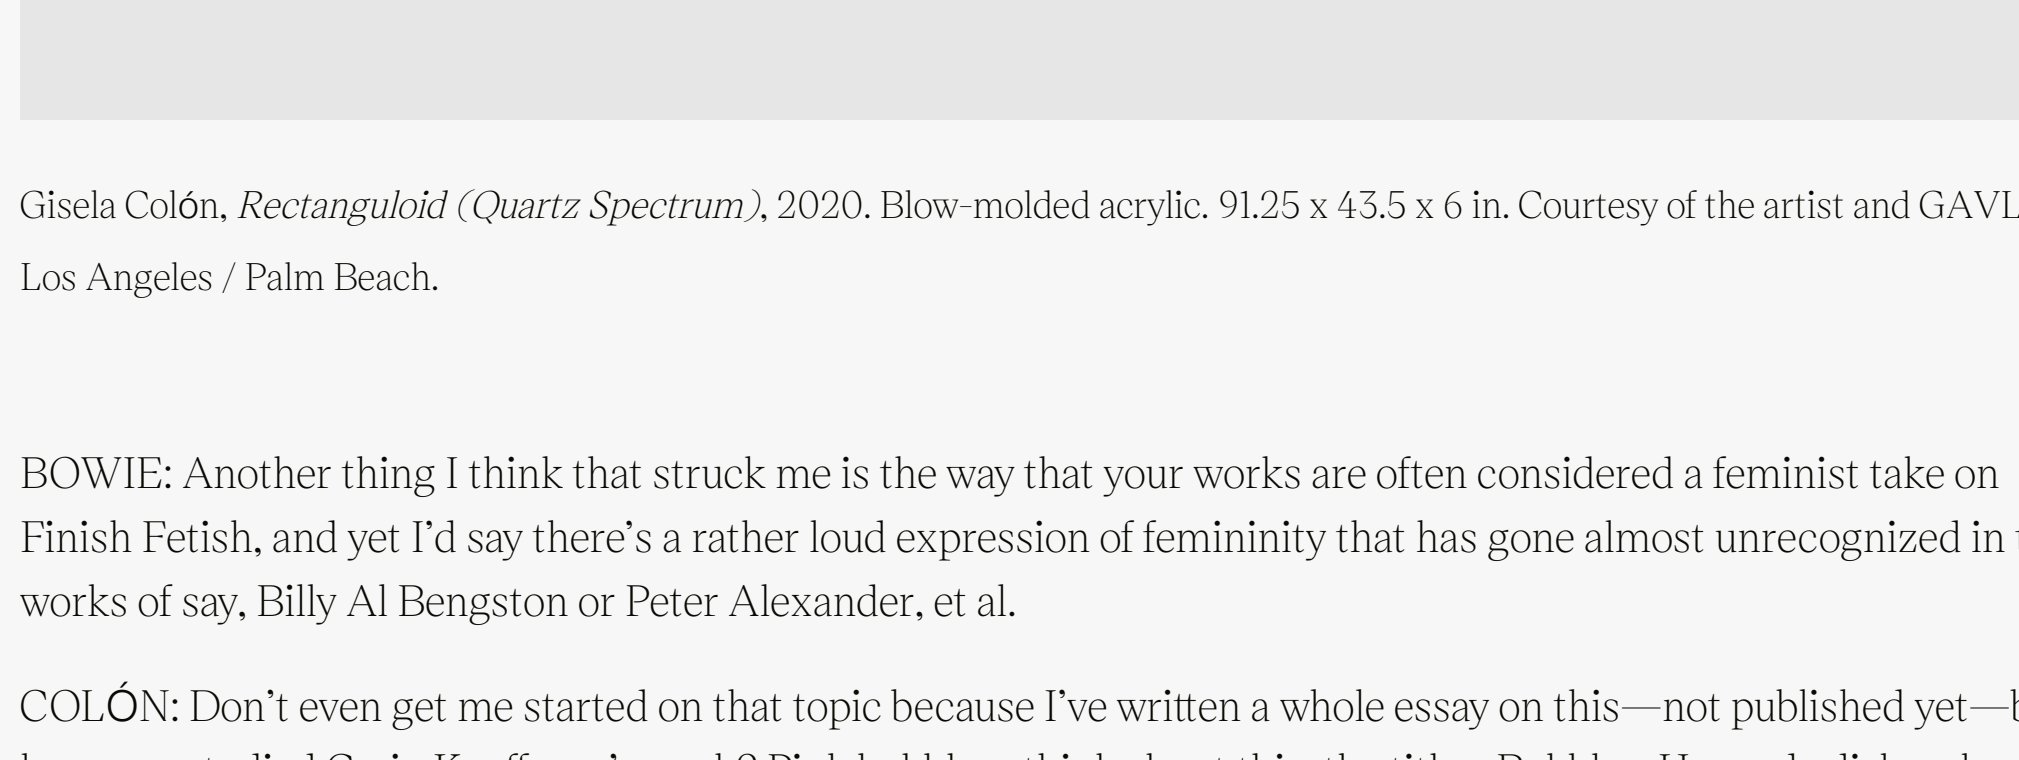 Gisela Colón, Rectanguloid (Quartz Spectrum), 2020. Blow-molded acrylic. 91.25 x 43.5 x 6 in. Courtesy of the artist and GAVL
Los Angeles / Palm Beach.
BOWIE: Another thing I think that struck me is the way that your works are often considered a feminist take on
Finish Fetish, and yet I’d say there’s a rather loud expression of femininity that has gone almost unrecognized in
works of say, Billy Al Bengston or Peter Alexander, et al.
COLÓN: Don’t even get me started on that topic because I’ve written a whole essay on this—not published yet—